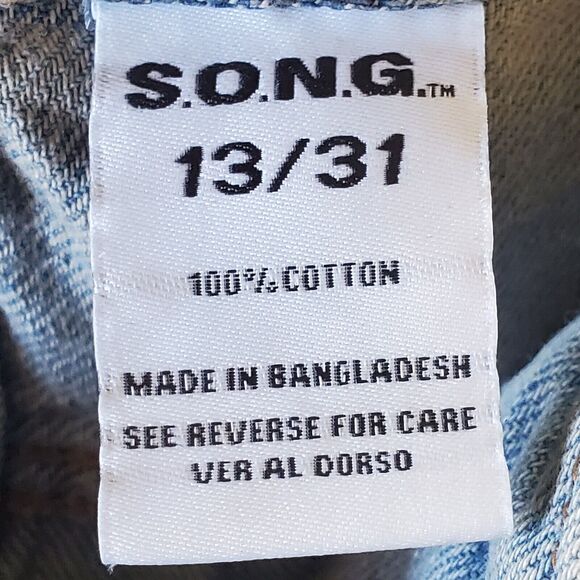 S.O.N.G.™
13/31
100% COTTON
MADE IN BANGLADESH
SEE REVERSE FOR CARE
VER AL DORSO